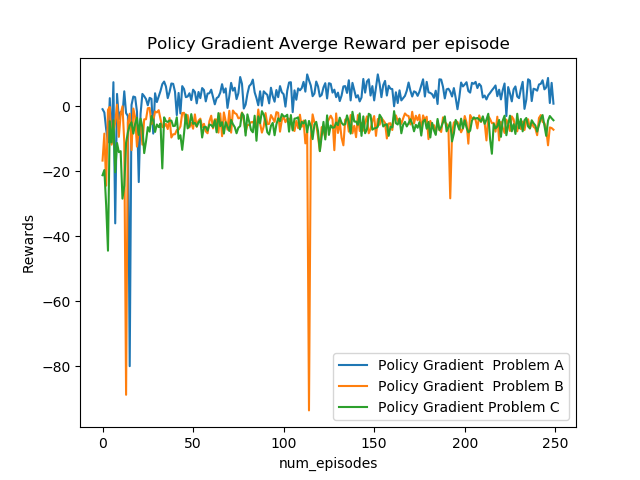 Policy Gradient Averge Reward per episode
Rewards
0
−20
−40
−60
−80
Policy Gradient  Problem A
Policy Gradient  Problem B
Policy Gradient Problem C
0
50
100
150
200
250
num_episodes